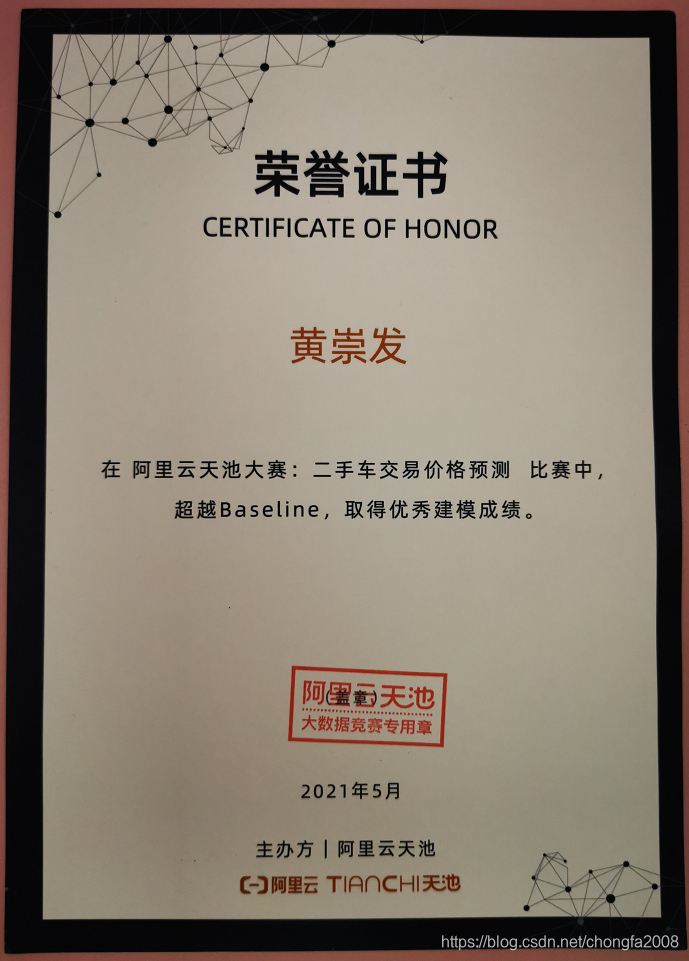 荣誉证书
CERTIFICATE OF HONOR
黄崇发
在 阿里云天池大赛：二手车交易价格预测 比赛中，
超越Baseline，取得优秀建模成绩。
阿里云天池
（盖章）
大数据竞赛专用章
2021年5月
主办方 | 阿里云天池
阿里云 TIANCHI天池
https://blog.csdn.net/chongfa2008